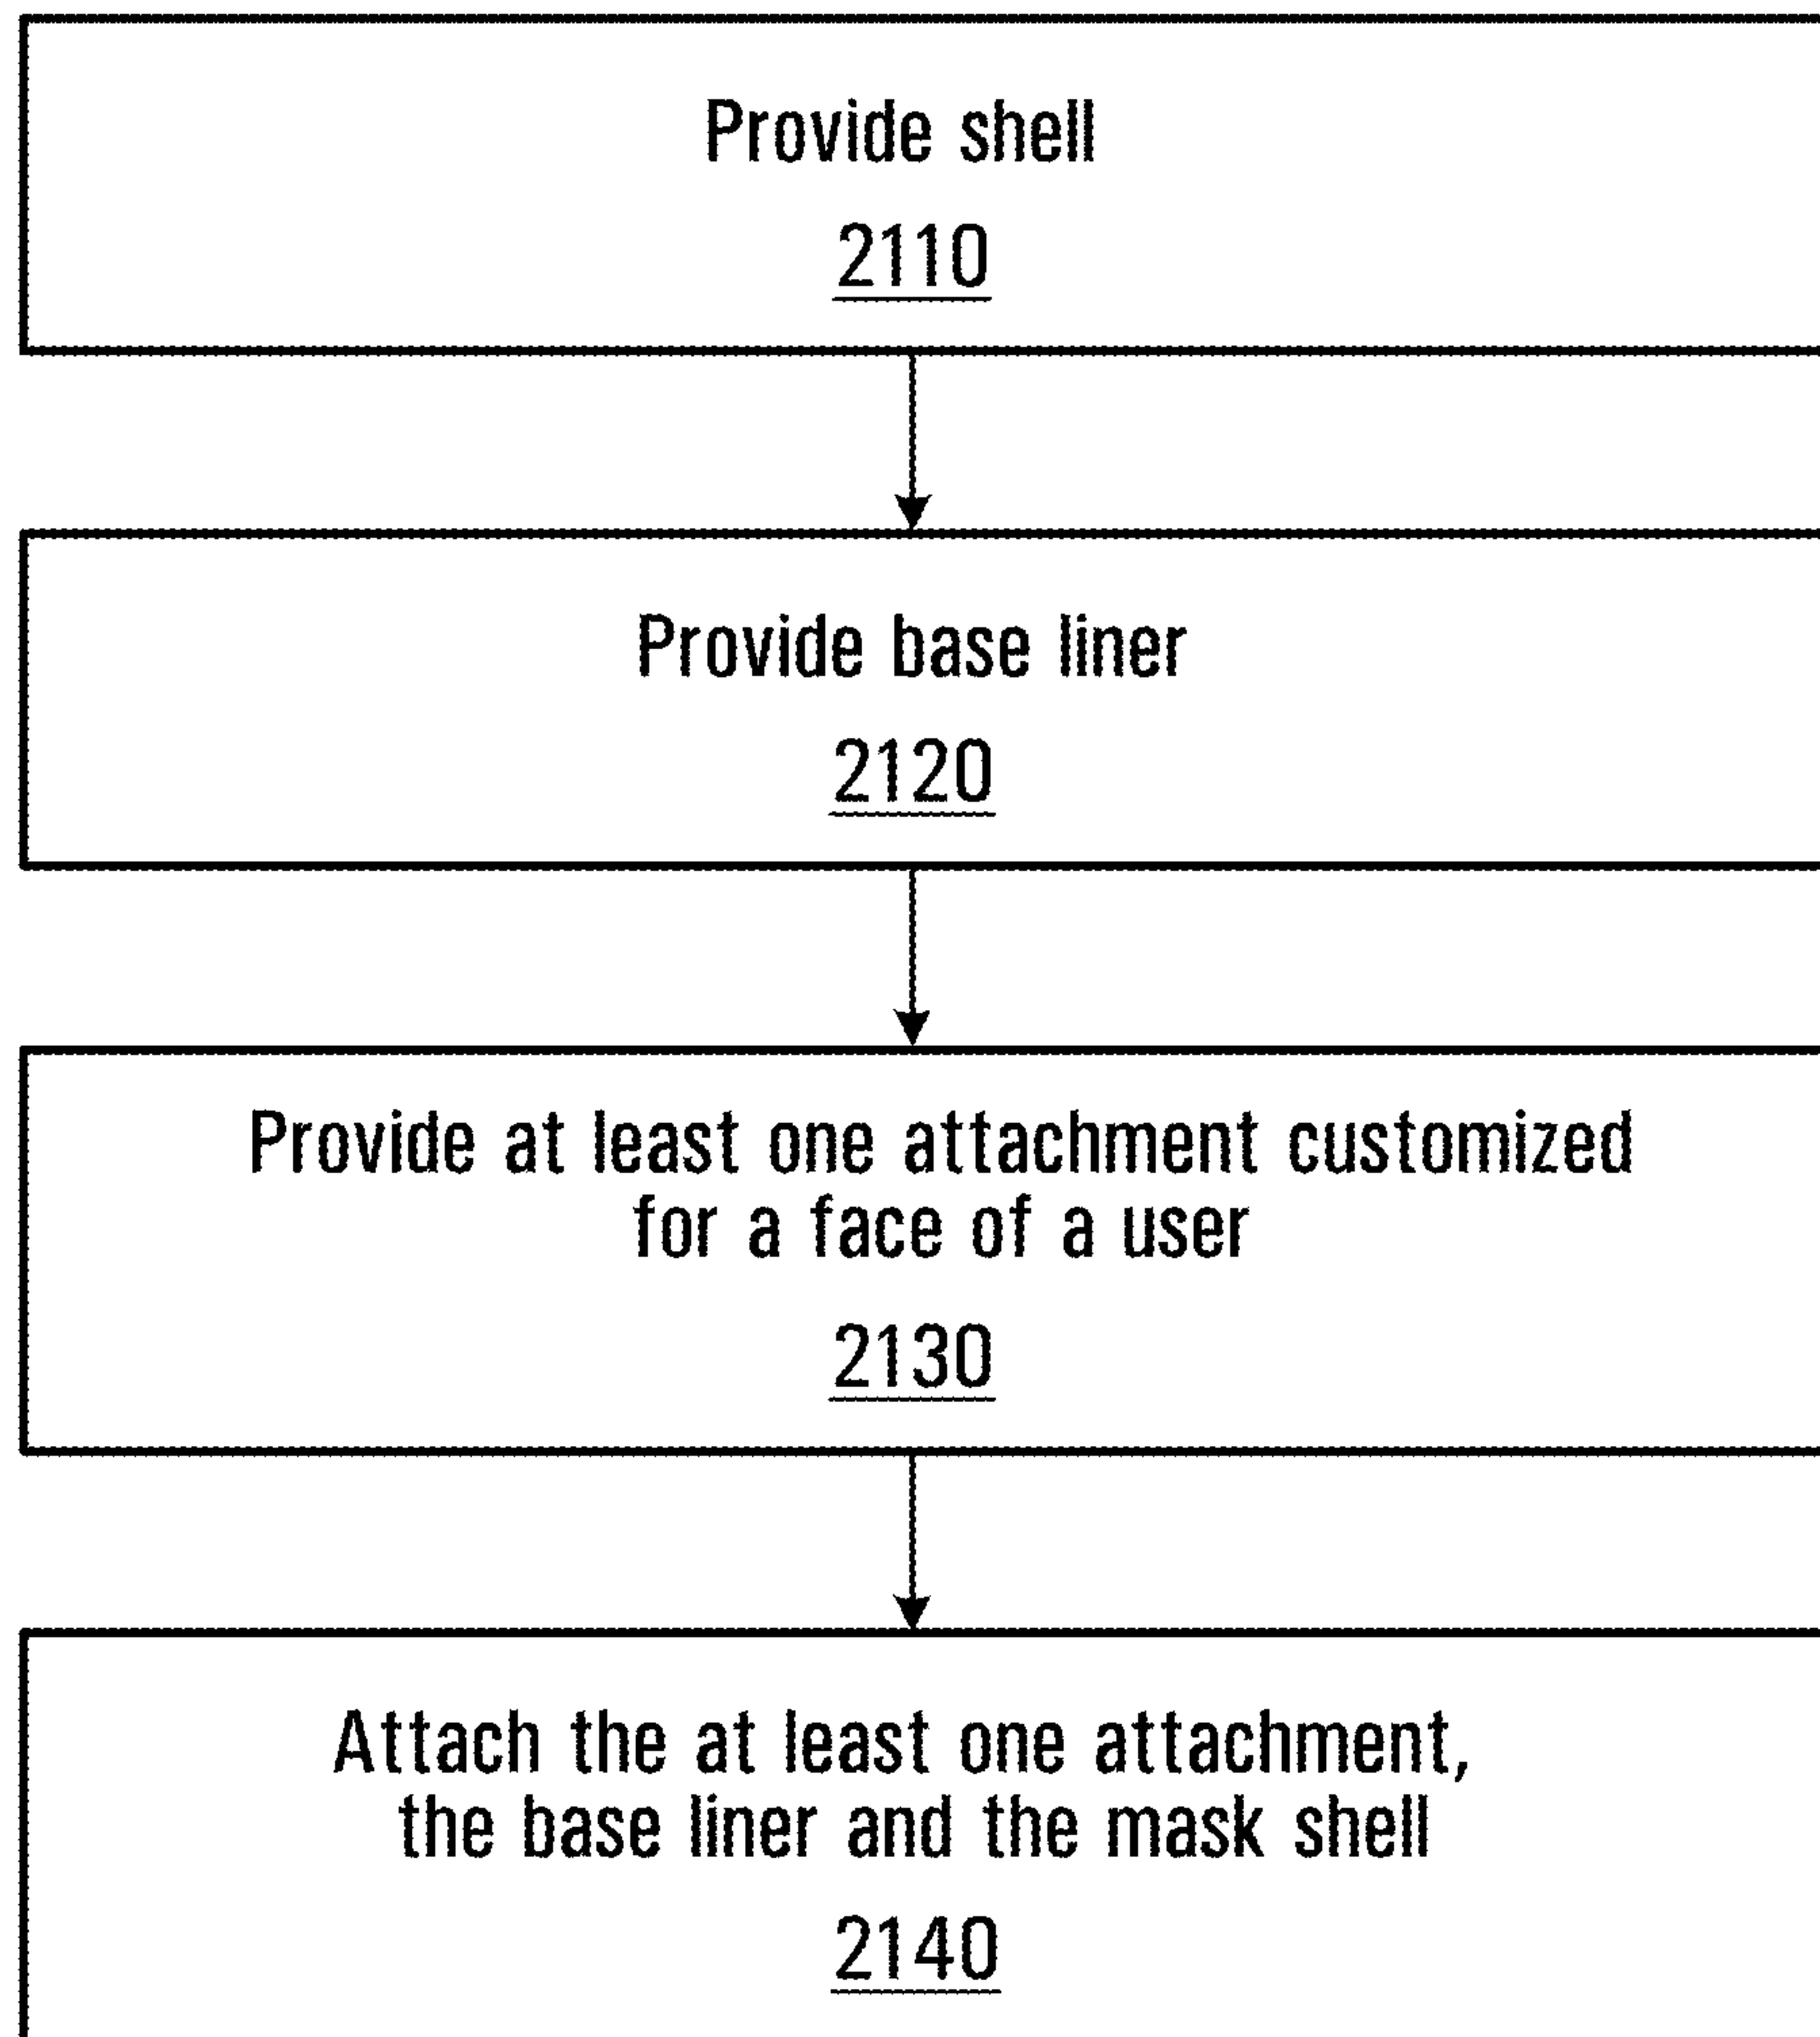 Provide shell
2110
Provide base liner
2120
Provide at least one attachment customized
for a face of a user
2130
Attach the at least one attachment,
the base liner and the mask shell
2140